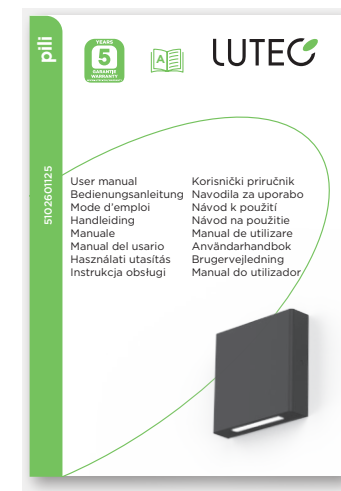 pili
5102601125
YEARS
5
GARANTIE
WARRANTY
A
LUTEC
User manual
Bedienungsanleitung
Mode d'emploi
Handleiding
Manuale
Manual del usario
Használati utasítás
Instrukcja obsługi
Korisnički priručnik
Navodila za uporabo
Návod k použití
Návod na použitie
Manual de utilizare
Användarhandbok
Brugervejledning
Manual do utilizador